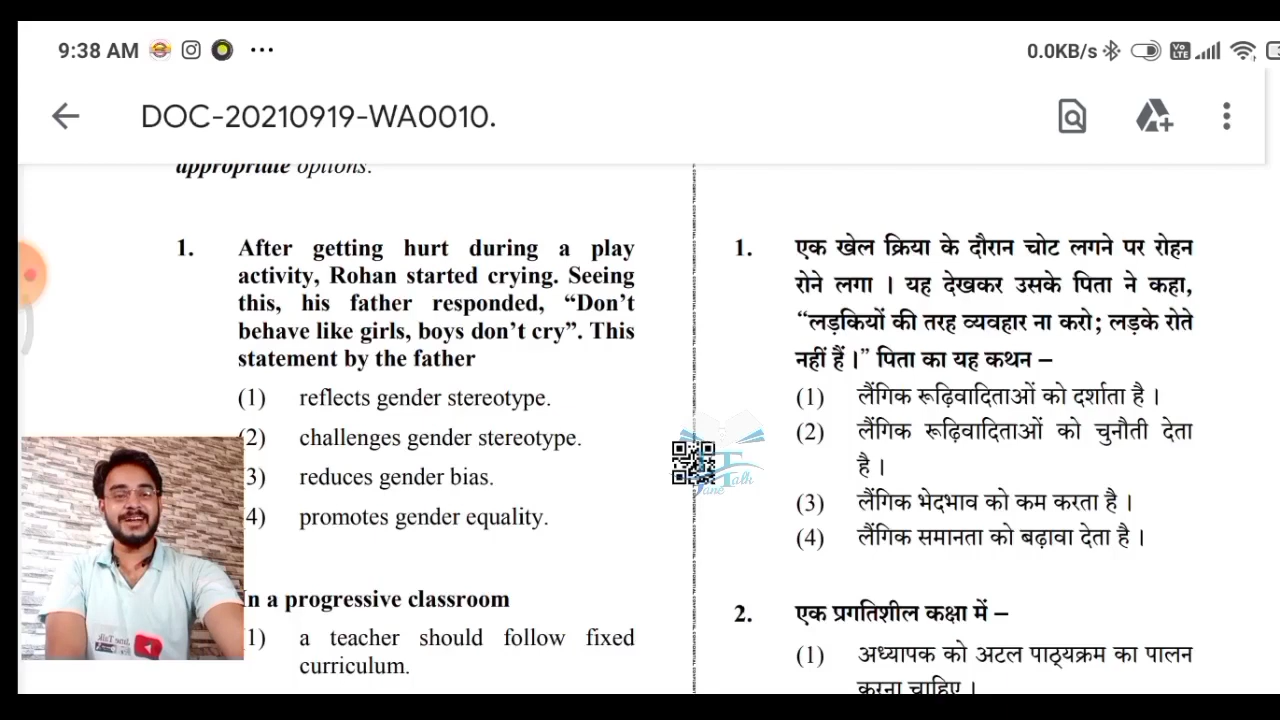 9:38 AM
0.0KB/s
Vo
LTE
DOC-20210919-WA0010.
appropriate options.
1. After getting hurt during a play
activity, Rohan started crying. Seeing
this, his father responded, “Don’t
behave like girls, boys don’t cry”. This
statement by the father
(1) reflects gender stereotype.
2) challenges gender stereotype.
3) reduces gender bias.
4) promotes gender equality.
In a progressive classroom
1) a teacher should follow fixed
curriculum.
1. एक खेल क्रिया के दौरान चोट लगने पर रोहन
रोने लगा । यह देखकर उसके पिता ने कहा,
“लड़कियों की तरह व्यवहार ना करो; लड़के रोते
नहीं हैं ।” पिता का यह कथन –
(1) लैंगिक रूढ़िवादिताओं को दर्शाता है ।
(2) लैंगिक रूढ़िवादिताओं को चुनौती देता
है ।
(3) लैंगिक भेदभाव को कम करता है ।
(4) लैंगिक समानता को बढ़ावा देता है ।
2. एक प्रगतिशील कक्षा में –
(1) अध्यापक को अटल पाठ्यक्रम का पालन
करना चाहिए ।
Talk